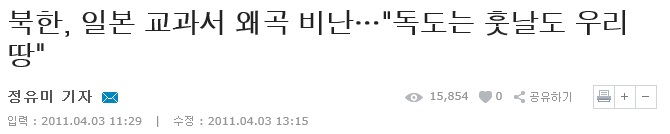 북한, 일본 교과서 왜곡 비난…"독도는 훗날도 우리
땅"
정유미 기자 15,854 0 공유하기 + -
입력 : 2011.04.03 11:29 | 수정 : 2011.04.03 13:15